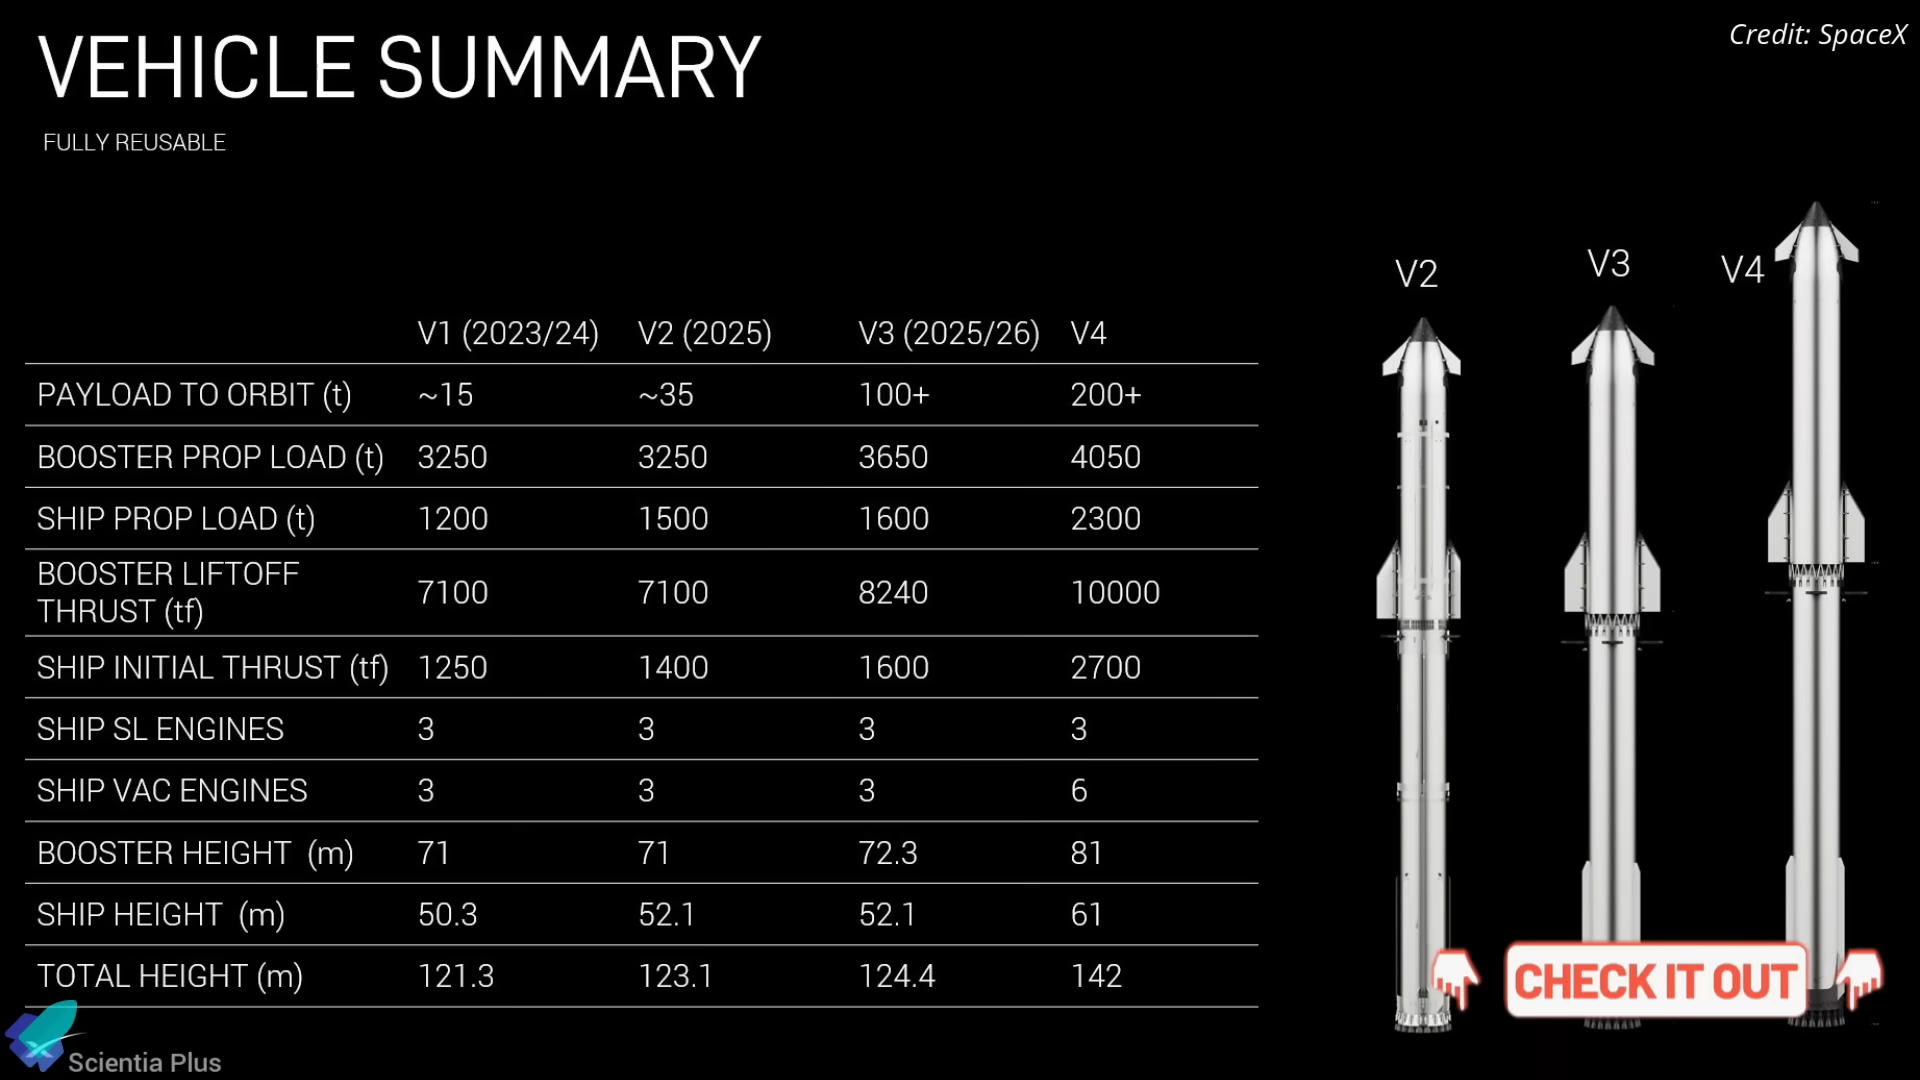 VEHICLE SUMMARY
Credit: SpaceX
FULLY REUSABLE
V2
V3
V4
V1 (2023/24) V2 (2025) V3 (2025/26) V4
PAYLOAD TO ORBIT (t) ~15 ~35 100+ 200+
BOOSTER PROP LOAD (t) 3250 3250 3650 4050
SHIP PROP LOAD (t) 1200 1500 1600 2300
BOOSTER LIFTOFF
THRUST (tf) 7100 7100 8240 10000
SHIP INITIAL THRUST (tf) 1250 1400 1600 2700
SHIP SL ENGINES 3 3 3 3
SHIP VAC ENGINES 3 3 3 6
BOOSTER HEIGHT (m) 71 71 72.3 81
SHIP HEIGHT (m) 50.3 52.1 52.1 61
TOTAL HEIGHT (m) 121.3 123.1 124.4 142
CHECK IT OUT
Scientia Plus